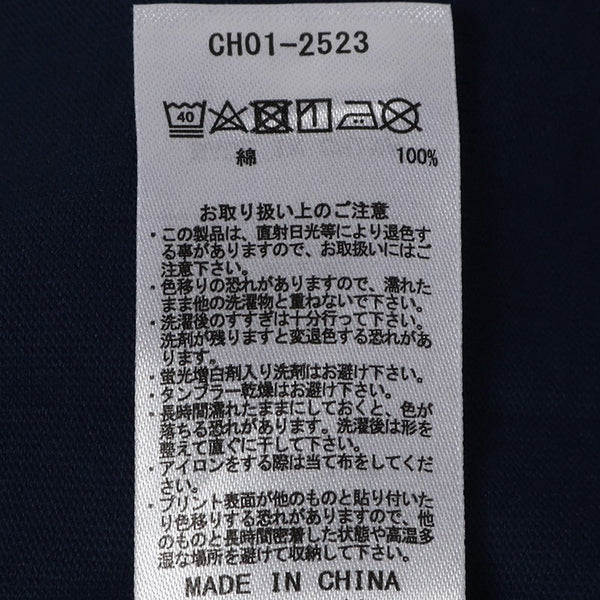 CH01-2523
40
綿 100%
お取り扱い上のご注意
・この製品は、直射日光等により退色す
る事がありますので、お取扱いにはご
注意下さい。
・色移りの恐れがありますので、濡れた
まま他の洗濯物と重ねないで下さい。
・洗濯後のすすぎは十分行って下さい。
洗剤が残りますと変退色する恐れがあ
ります。
・蛍光増白剤入り洗剤はお避け下さい。
・タンブラー乾燥はお避け下さい。
・長時間濡れたままにしておくと、色が
落ちる恐れがあります。洗濯後は形を
整えて直ぐに干して下さい。
・アイロンをする際は当て布をしてくだ
さい。
・プリント表面が他のものと貼り付いた
り色移りする恐れがありますので、他
のものと長時間密着した状態や高温多
湿な場所を避けて収納して下さい。
MADE IN CHINA